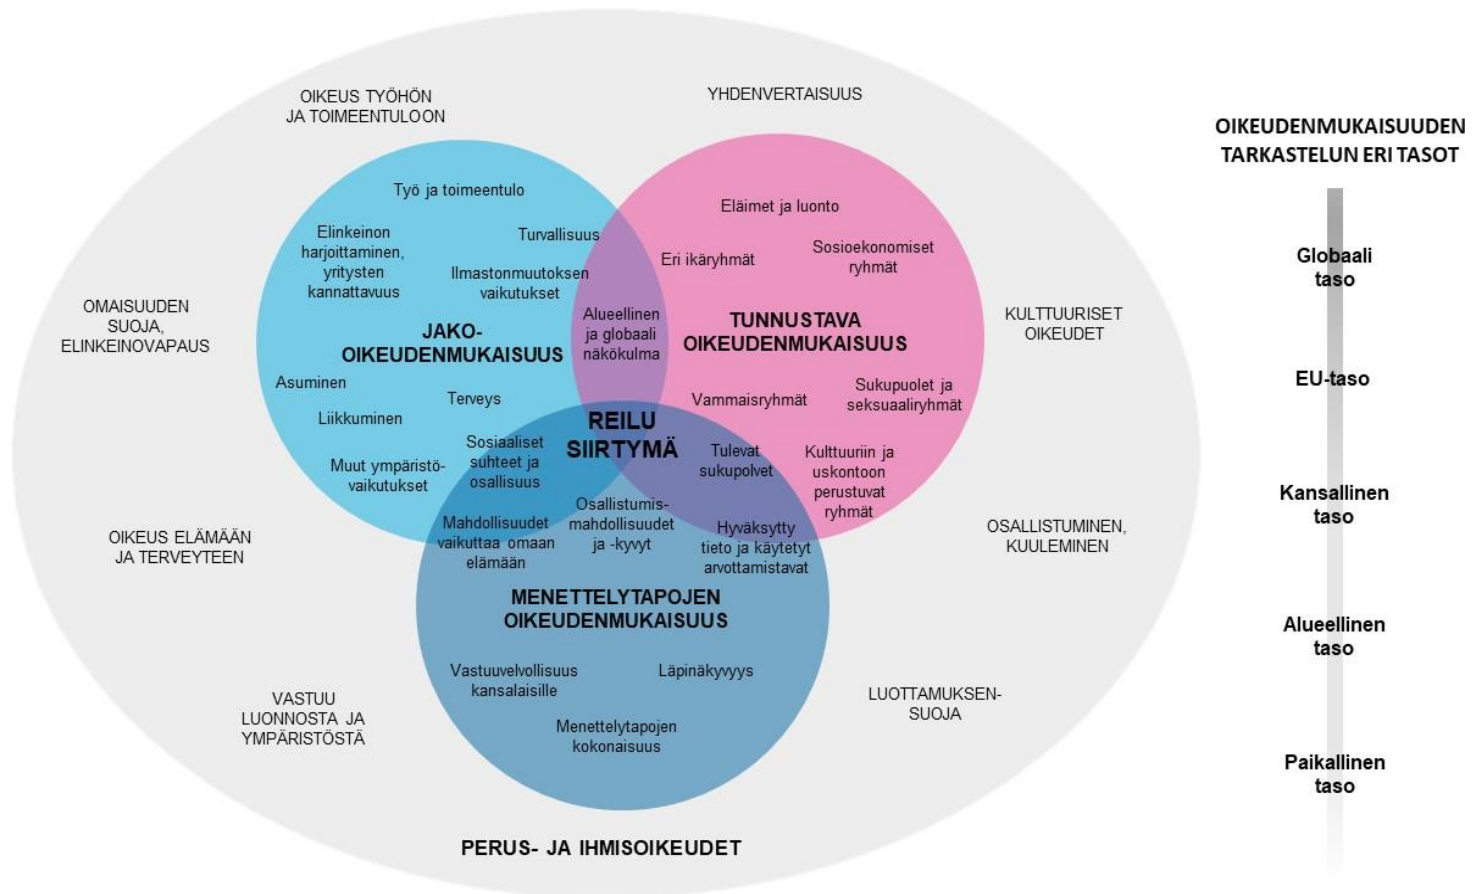 OIKEUS TYÖHÖN
JA TOIMEENTULOON
YHDENVERTAISUUS
OMAISUUDEN
SUOJA,
ELINKEINOVAPAUS
KULTTUURISET
OIKEUDET
OIKEUS ELÄMÄÄN
JA TERVEYTEEN
OSALLISTUMINEN,
KUULEMINEN
VASTUU
LUONNOSTA JA
YMPÄRISTÖSTÄ
LUOTTAMUKSEN-
SUOJA
PERUS- JA IHMISOIKEUDET
Työ ja toimeentulo
Elinkeinon
harjoittaminen,
yritysten
kannattavuus
Turvallisuus
Ilmastonmuutoksen
vaikutukset
JAKO-
OIKEUDENMUKAISUUS
Asuminen
Liikkuminen
Terveys
Muut ympäristö-
vaikutukset
Sosiaaliset
suhteet ja
osallisuus
Alueellinen
ja globaali
näkökulma
Eläimet ja luonto
Eri ikäryhmät
Sosioekonomiset
ryhmät
TUNNUSTAVA
OIKEUDENMUKAISUUS
Vammaisryhmät
Sukupuolet ja
seksuaaliryhmät
Kulttuuriin ja
uskontoon
perustuvat
ryhmät
REILU
SIIRTYMÄ
Tulevat
sukupolvet
Mahdollisuudet
vaikuttaa omaan
elämään
Osallistumis-
mahdollisuudet
ja -kyvyt
Hyväksytty
tieto ja käytetyt
arvottamistavat
MENETTELYTAPOJEN
OIKEUDENMUKAISUUS
Vastuuvelvollisuus
kansalaisille
Läpinäkyvyys
Menettelytapojen
kokonaisuus
OIKEUDENMUKAISUUDEN
TARKASTELUN ERI TASOT
Globaali
taso
EU-taso
Kansallinen
taso
Alueellinen
taso
Paikallinen
taso